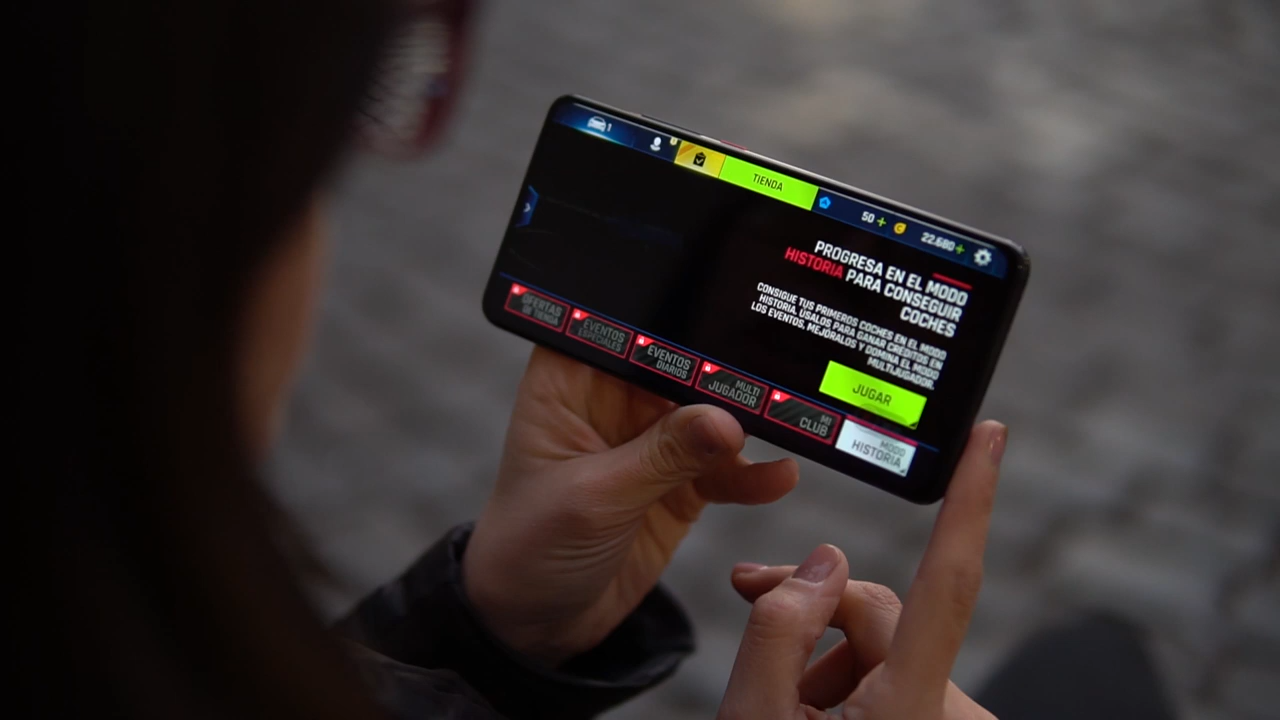 1
TIENDA
50 +
22.680 +
PROGRESA EN EL MODO
HISTORIA PARA CONSEGUIR
COCHES
CONSIGUE TUS PRIMEROS COCHES EN EL MODO
HISTORIA. ÚSALOS PARA GANAR CRÉDITOS EN
LOS EVENTOS, MEJÓRALOS Y DOMINA EL MODO
MULTIJUGADOR.
JUGAR
OFERTAS
DE TIENDA
EVENTOS
ESPECIALES
EVENTOS
DIARIOS
MULTI
JUGADOR
MI
CLUB
MODO
HISTORIA